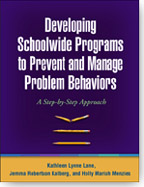 Developing
Schoolwide Programs
to Prevent and Manage
Problem Behaviors
A Step-by-Step Approach
Kathleen Lynne Lane,
Jemma Robertson Kalberg, and Holly Mariah Menzies